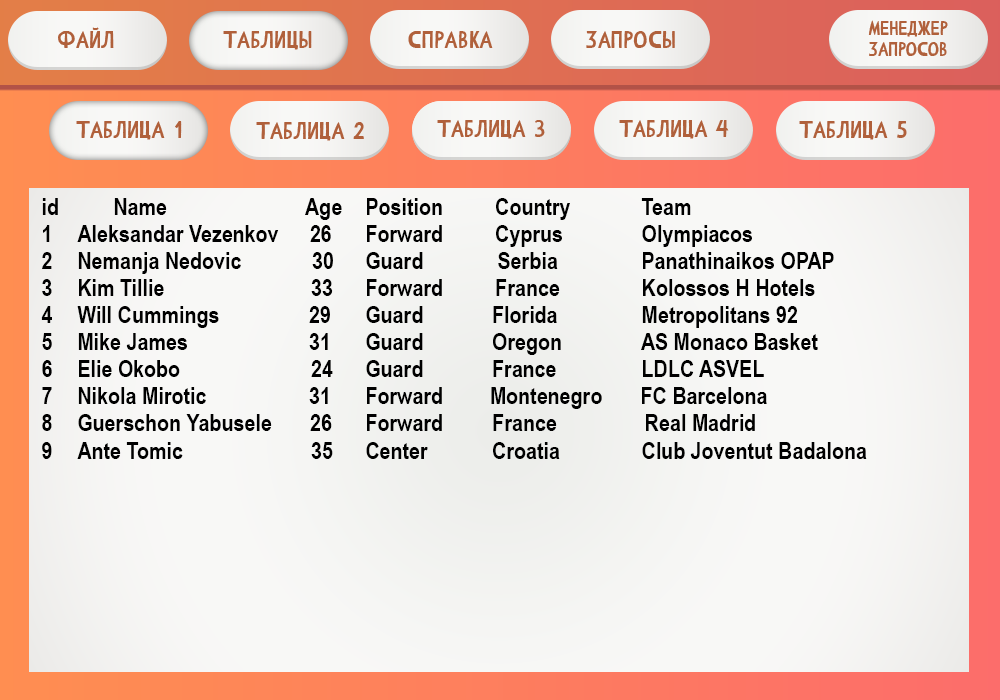 ФАЙЛ ТАБЛИЦЫ СПРАВКА ЗАПРОСЫ МЕНЕДЖЕР ЗАПРОСОВ
ТАБЛИЦА 1 ТАБЛИЦА 2 ТАБЛИЦА 3 ТАБЛИЦА 4 ТАБЛИЦА 5
id Name Age Position Country Team
1 Aleksandar Vezenkov 26 Forward Cyprus Olympiacos
2 Nemanja Nedovic 30 Guard Serbia Panathinaikos OPAP
3 Kim Tillie 33 Forward France Kolossos H Hotels
4 Will Cummings 29 Guard Florida Metropolitans 92
5 Mike James 31 Guard Oregon AS Monaco Basket
6 Elie Okobo 24 Guard France LDLC ASVEL
7 Nikola Mirotic 31 Forward Montenegro FC Barcelona
8 Guerschon Yabusele 26 Forward France Real Madrid
9 Ante Tomic 35 Center Croatia Club Joventut Badalona